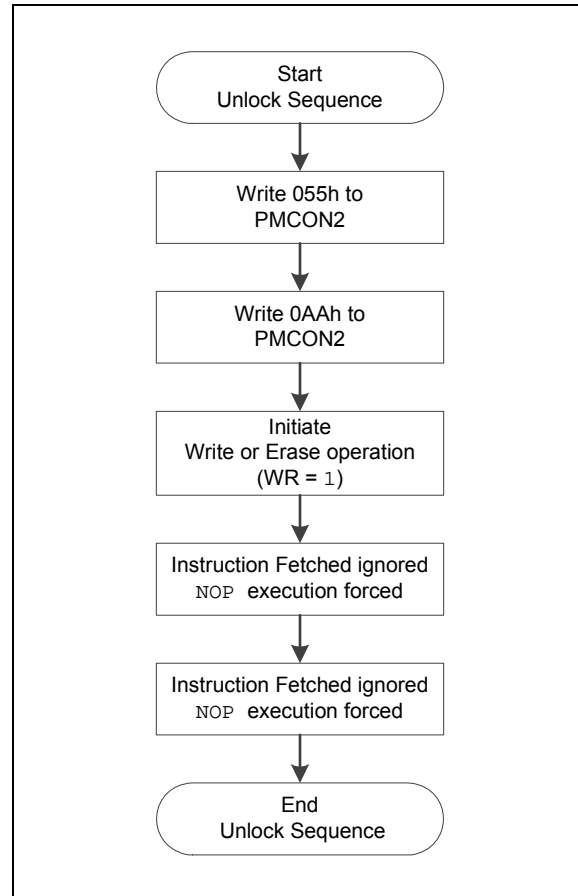 Start
Unlock Sequence
Write 055h to
PMCON2
Write 0AAh to
PMCON2
Initiate
Write or Erase operation
(WR = 1)
Instruction Fetched ignored
NOP execution forced
Instruction Fetched ignored
NOP execution forced
End
Unlock Sequence